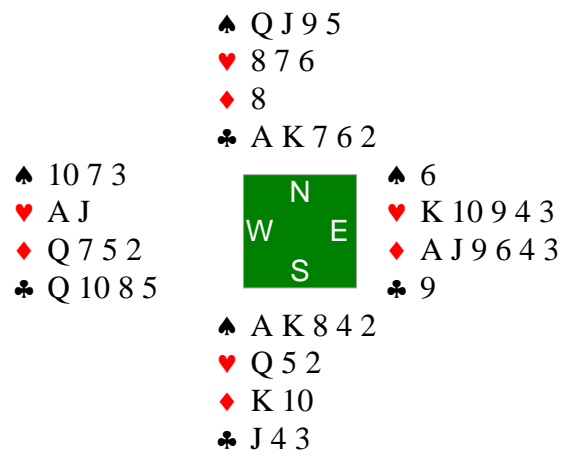 ♠ Q J 9 5
♥ 8 7 6
♦ 8
♣ A K 7 6 2
♠ 10 7 3
♥ A J
♦ Q 7 5 2
♣ Q 10 8 5
N
W E
S
♠ 6
♥ K 10 9 4 3
♦ A J 9 6 4 3
♣ 9
♠ A K 8 4 2
♥ Q 5 2
♦ K 10
♣ J 4 3